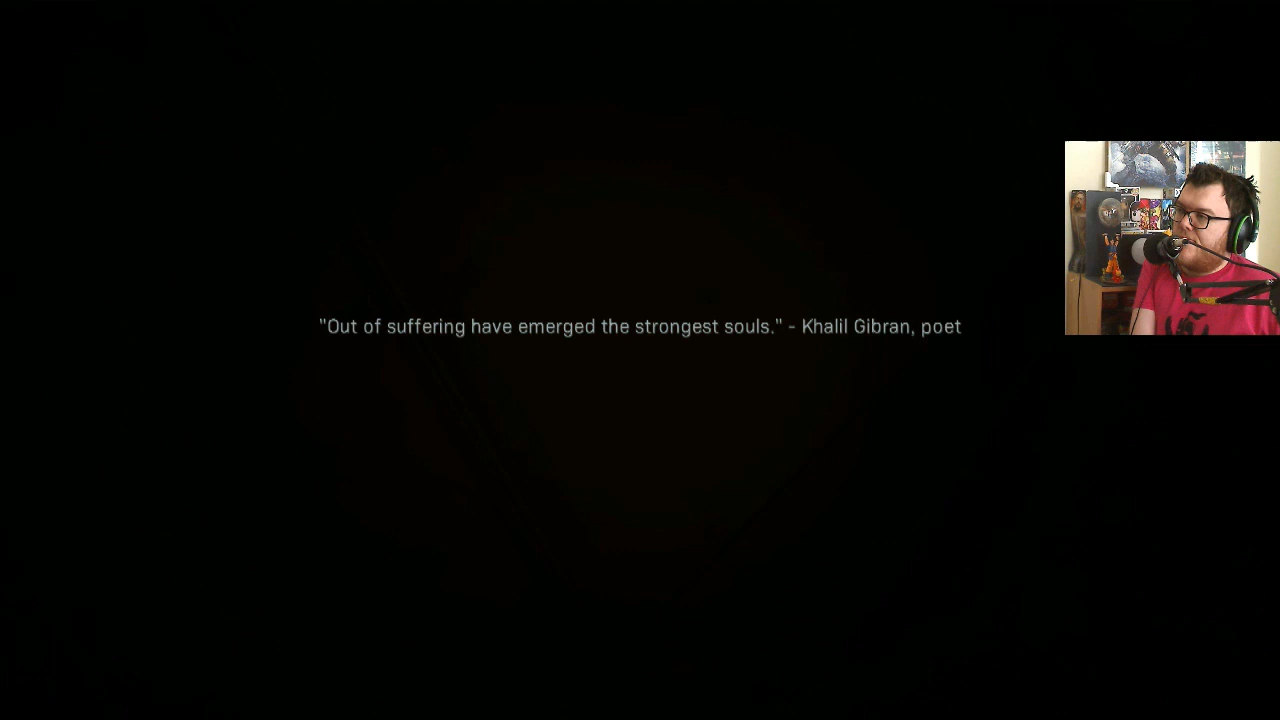 "Out of suffering have emerged the strongest souls." - Khalil Gibran, poet